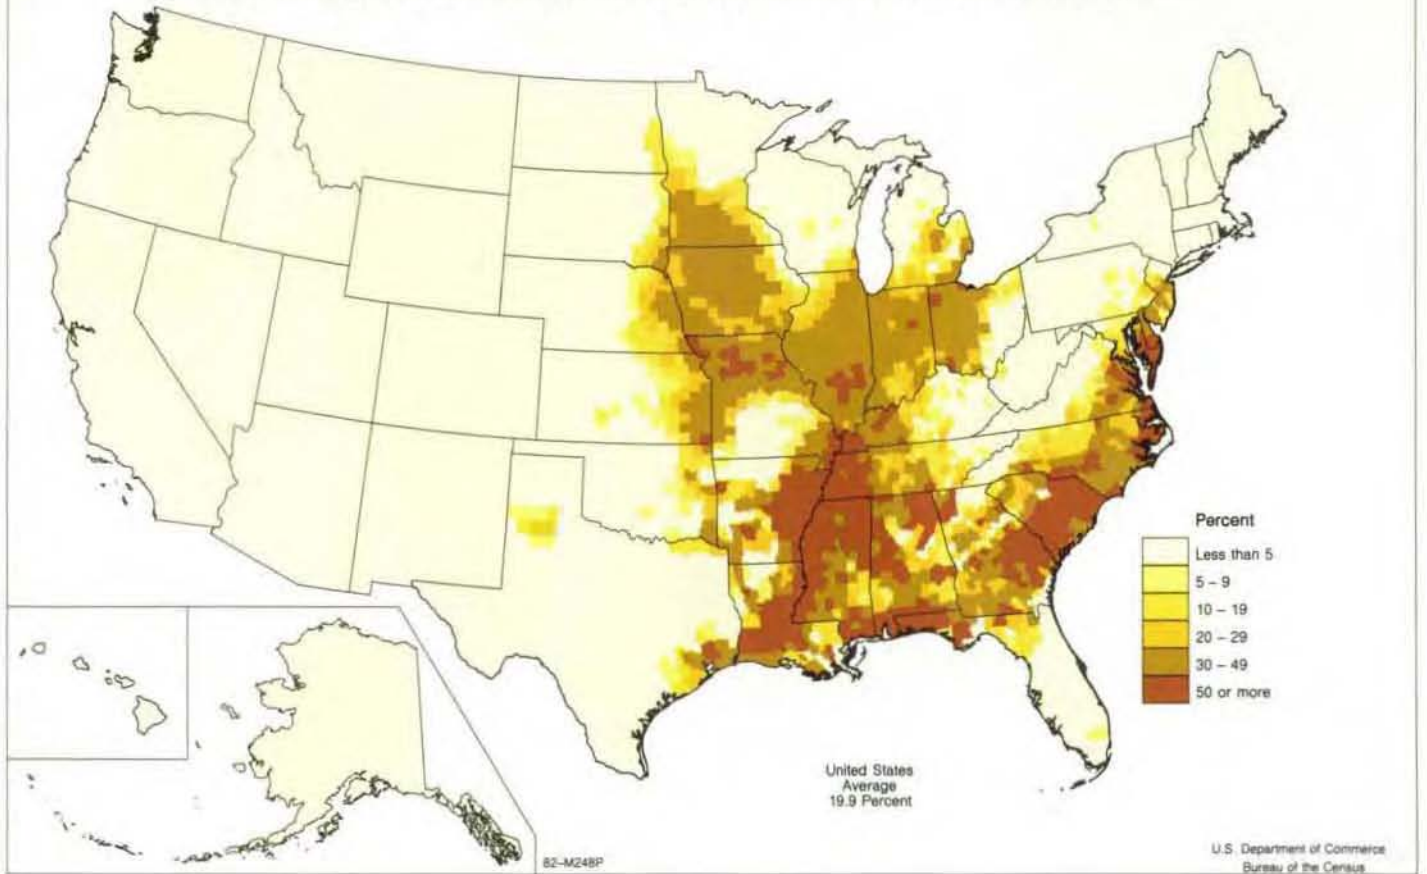 Percent
Less than 5
5 – 9
10 – 19
20 – 29
30 – 49
50 or more
United States
Average
19.9 Percent
82-M248P
U.S. Department of Commerce
Bureau of the Census